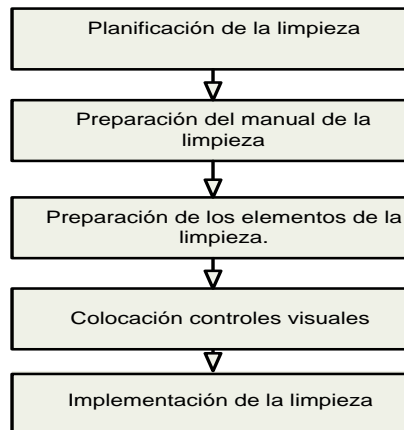 Planificación de la limpieza
Preparación del manual de la
limpieza
Preparación de los elementos de la
limpieza.
Colocación controles visuales
Implementación de la limpieza